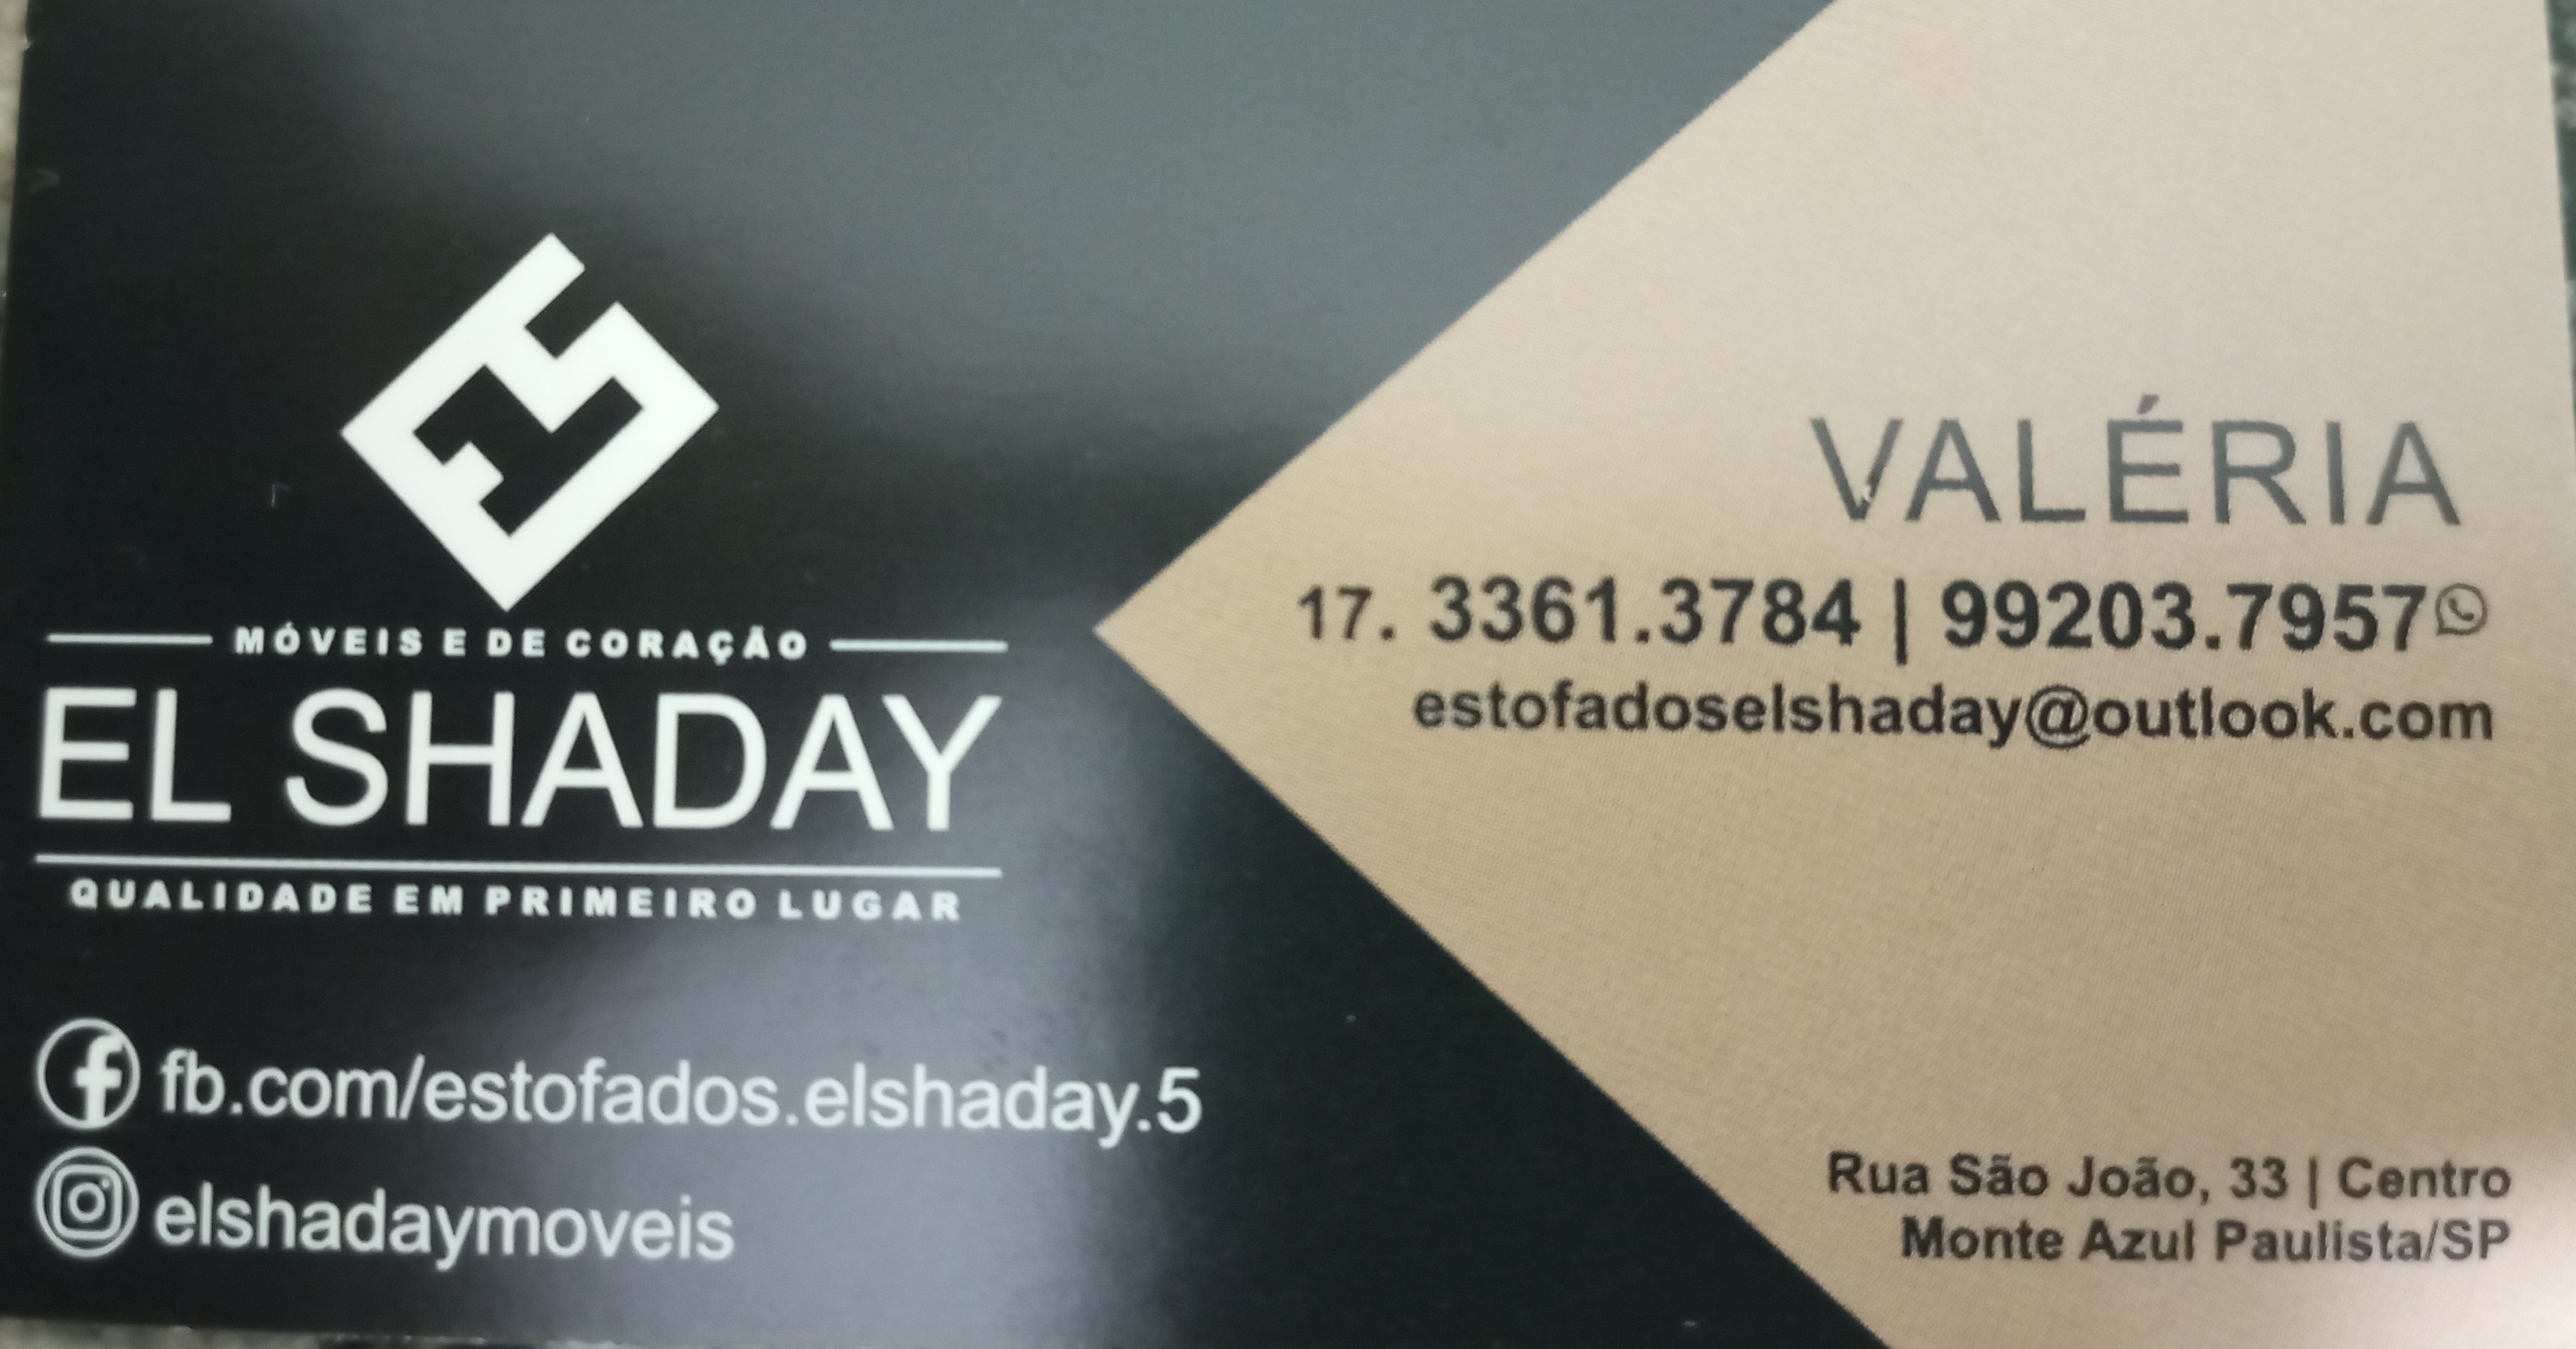 MÓVEIS E DE CORAÇÃO
EL SHADAY
QUALIDADE EM PRIMEIRO LUGAR
fb.com/estofados.elshaday.5
elshadaymoveis
VALÉRIA
17. 3361.3784 | 99203.7957
estofadoselshaday@outlook.com
Rua São João, 33 | Centro
Monte Azul Paulista/SP